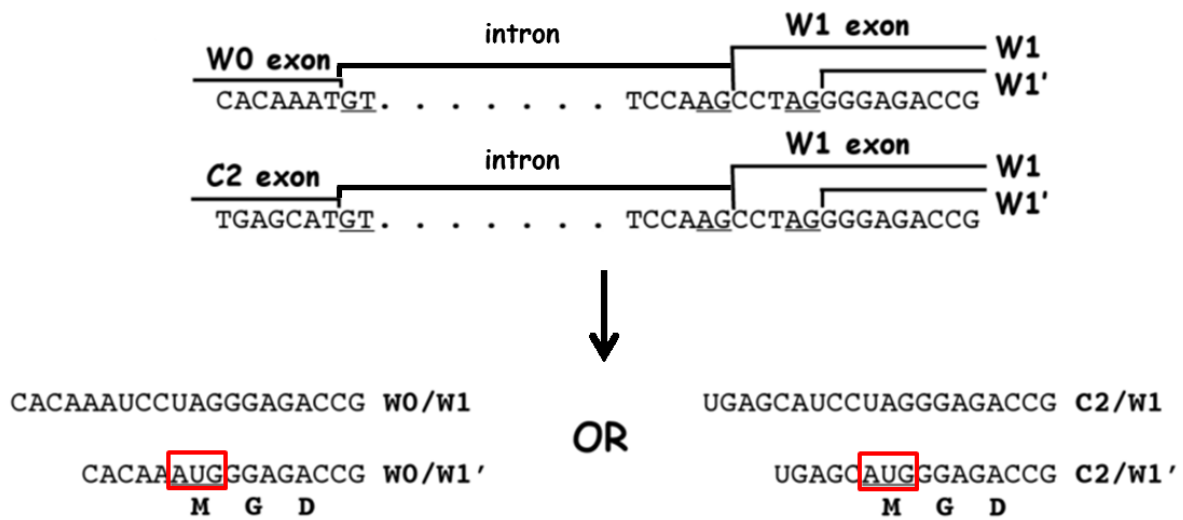 intron
W1 exon
W0 exon
W1
W1'
CACAAATGT. . . . . . . TCCAAGCCTAGGGGAGACCG
intron
W1 exon
C2 exon
W1
W1'
TGAGCATGT. . . . . . . TCCAAGCCTAGGGGAGACCG
CACAAAUCCUAGGGAGACCG W0/W1
CACAAAUGGGAGACCG W0/W1’
M G D
OR
UGAGCAUCCUAGGGAGACCG C2/W1
UGAGCAUGGGAGACCG C2/W1’
M G D